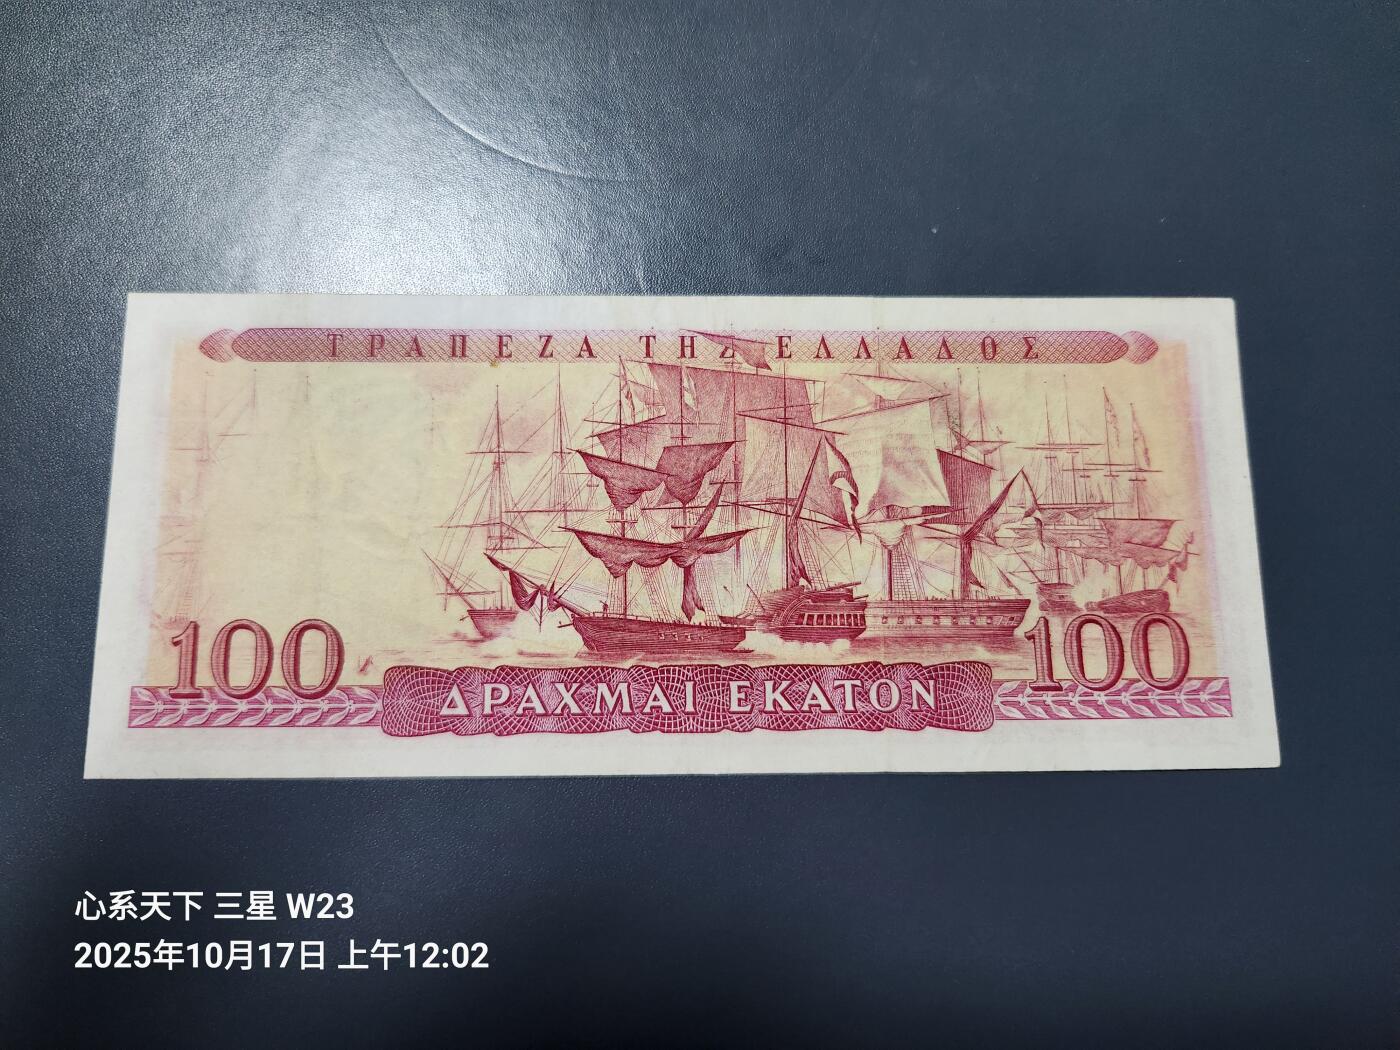 ΤΡΑΠΕΖΑ ΤΗΣ ΕΛΛΑΔΟΣ
100 100
ΔΡΑΧΜΑΙ ΕΚΑΤΟΝ
心系天下 三星 W23
2025年10月17日 上午12:02